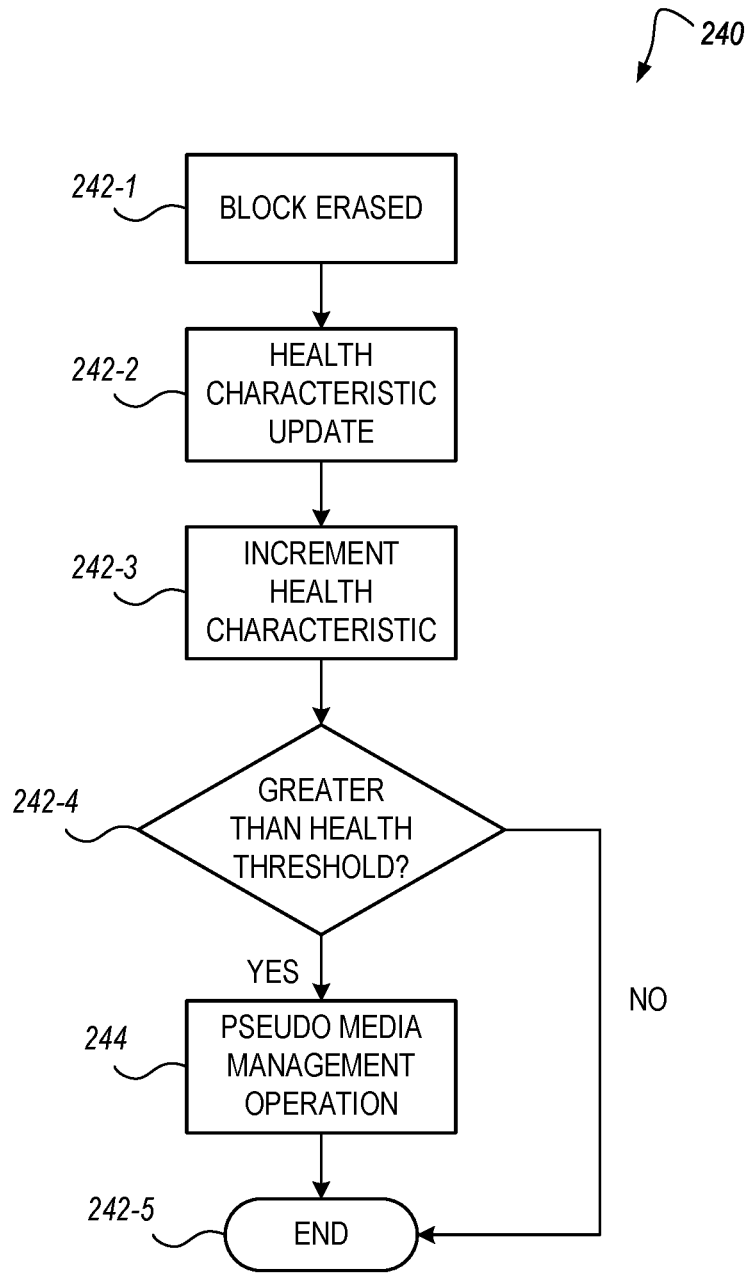 240
242-1
BLOCK ERASED
242-2
HEALTH
CHARACTERISTIC
UPDATE
242-3
INCREMENT
HEALTH
CHARACTERISTIC
242-4
GREATER
THAN HEALTH
THRESHOLD?
YES
NO
244
PSEUDO MEDIA
MANAGEMENT
OPERATION
242-5
END